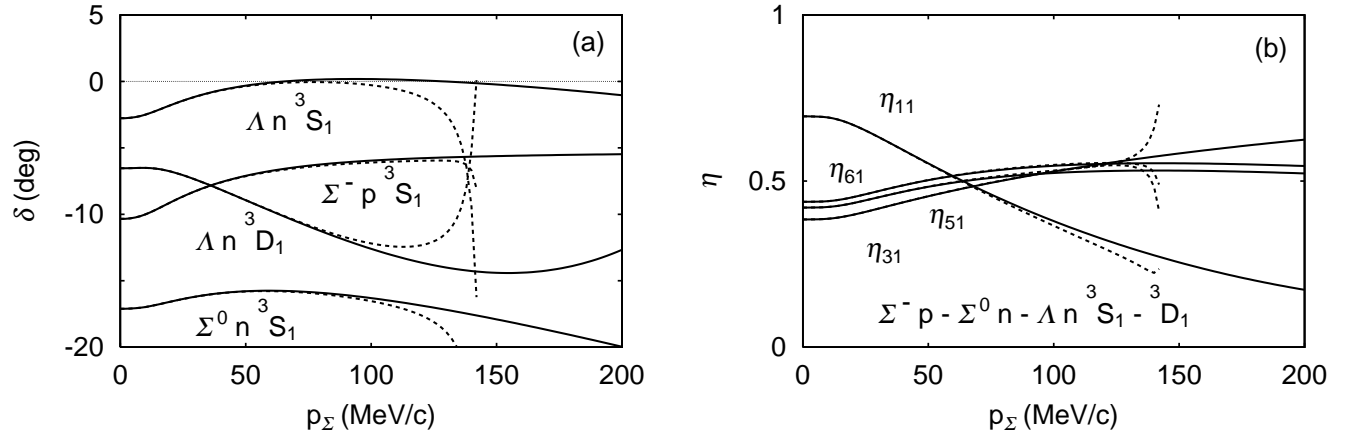 5
0
-5
-10
-15
-20
δ (deg)
(a)
Λ n ³S₁
Σ⁻ p ³S₁
Λ n ³D₁
Σ⁰ n ³S₁
0 50 100 150 200
p_Σ (MeV/c)
1
0.5
0
η
(b)
η₁₁
η₆₁
η₅₁
η₃₁
Σ⁻ p - Σ⁰ n - Λ n ³S₁ - ³D₁
0 50 100 150 200
p_Σ (MeV/c)